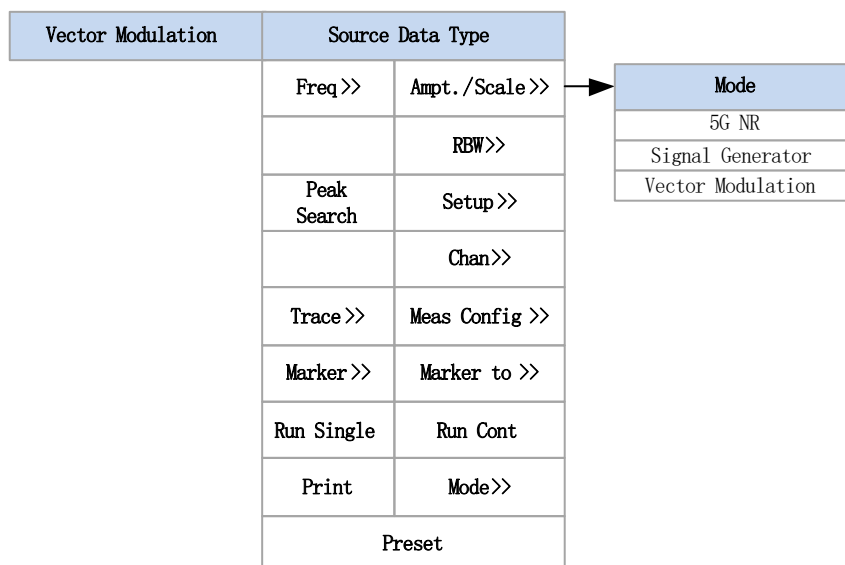 Vector Modulation
Source Data Type
Freq>>
Ampt./Scale>>
RBW>>
Peak
Search
Setup>>
Chan>>
Trace>>
Meas Config >>
Marker>>
Marker to >>
Run Single
Run Cont
Print
Mode>>
Preset
Mode
5G NR
Signal Generator
Vector Modulation